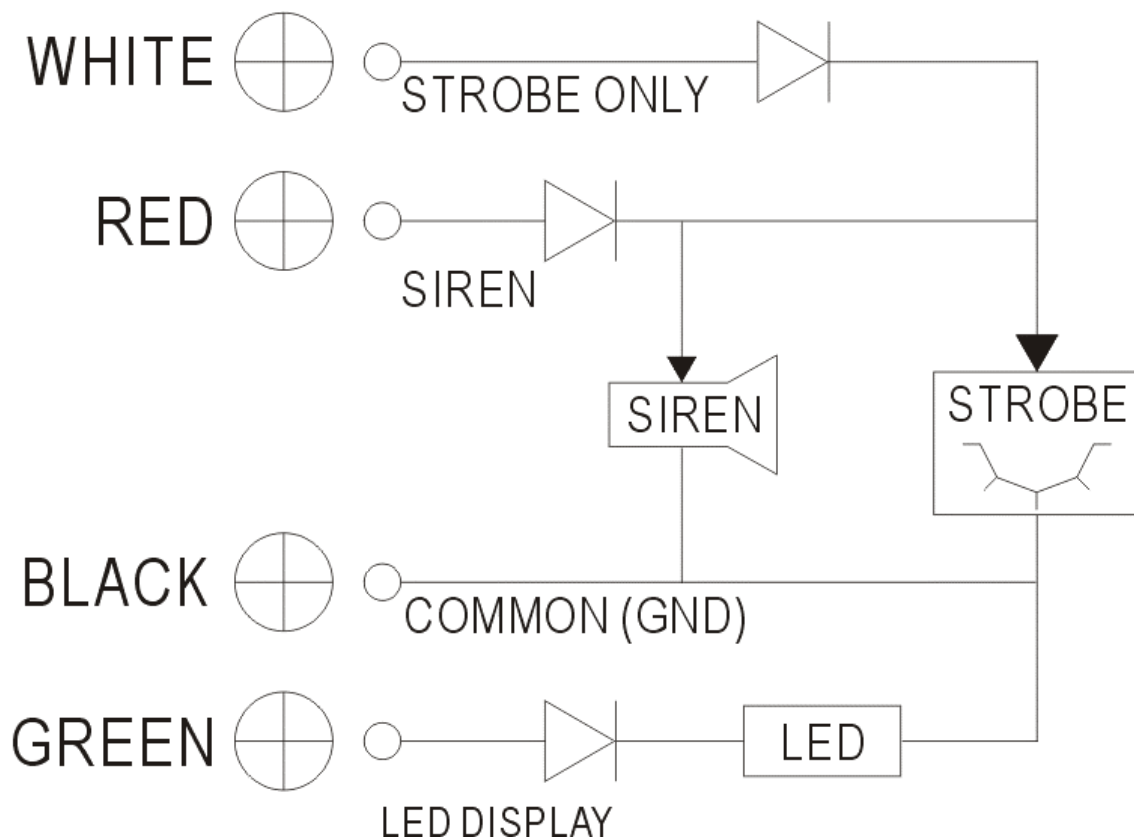 WHITE
STROBE ONLY
RED
SIREN
SIREN
STROBE
BLACK
COMMON (GND)
GREEN
LED
LED DISPLAY